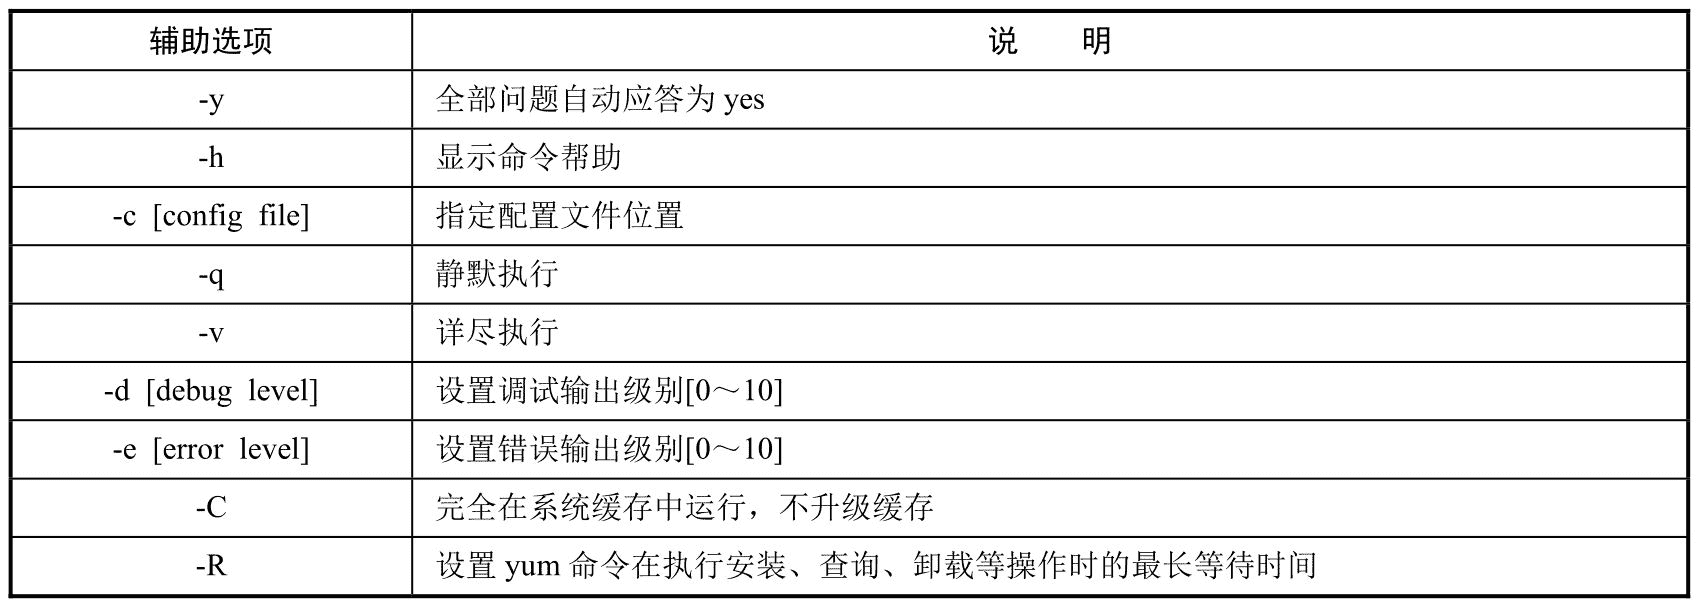 辅助选项 说 明
-y 全部问题自动应答为 yes
-h 显示命令帮助
-c [config file] 指定配置文件位置
-q 静默执行
-v 详尽执行
-d [debug level] 设置调试输出级别[0～10]
-e [error level] 设置错误输出级别[0～10]
-C 完全在系统缓存中运行，不升级缓存
-R 设置 yum 命令在执行安装、查询、卸载等操作时的最长等待时间